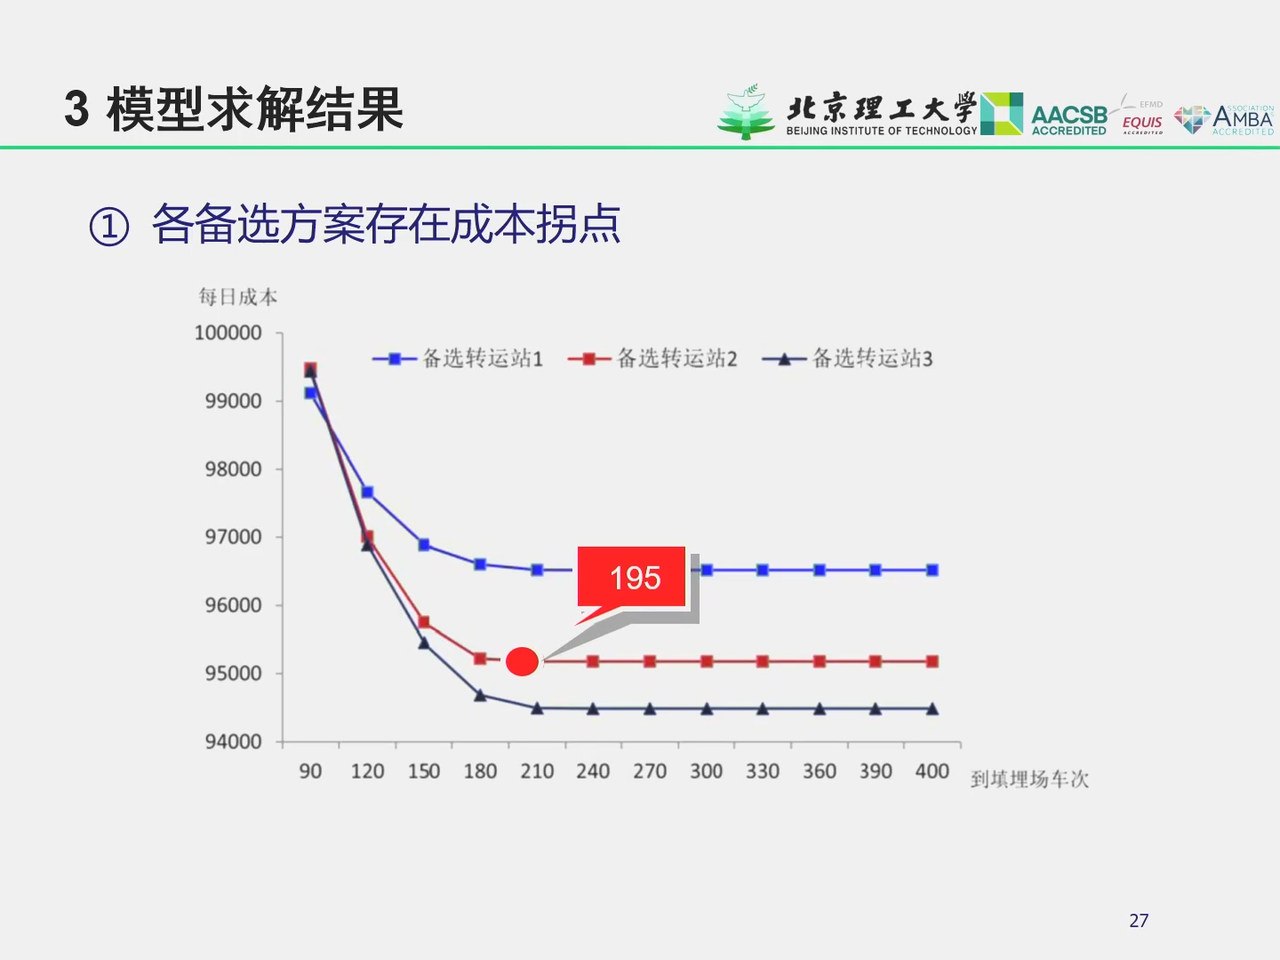 3 模型求解结果
北京理工大学
BEIJING INSTITUTE OF TECHNOLOGY
AACSB
ACCREDITED
EFMD
EQUIS
ACCREDITED
ASSOCIATION
AMBA
ACCREDITED
① 各备选方案存在成本拐点
每日成本
100000
99000
98000
97000
96000
95000
94000
备选转运站1 备选转运站2 备选转运站3
195
90 120 150 180 210 240 270 300 330 360 390 400
到填埋场车次
27